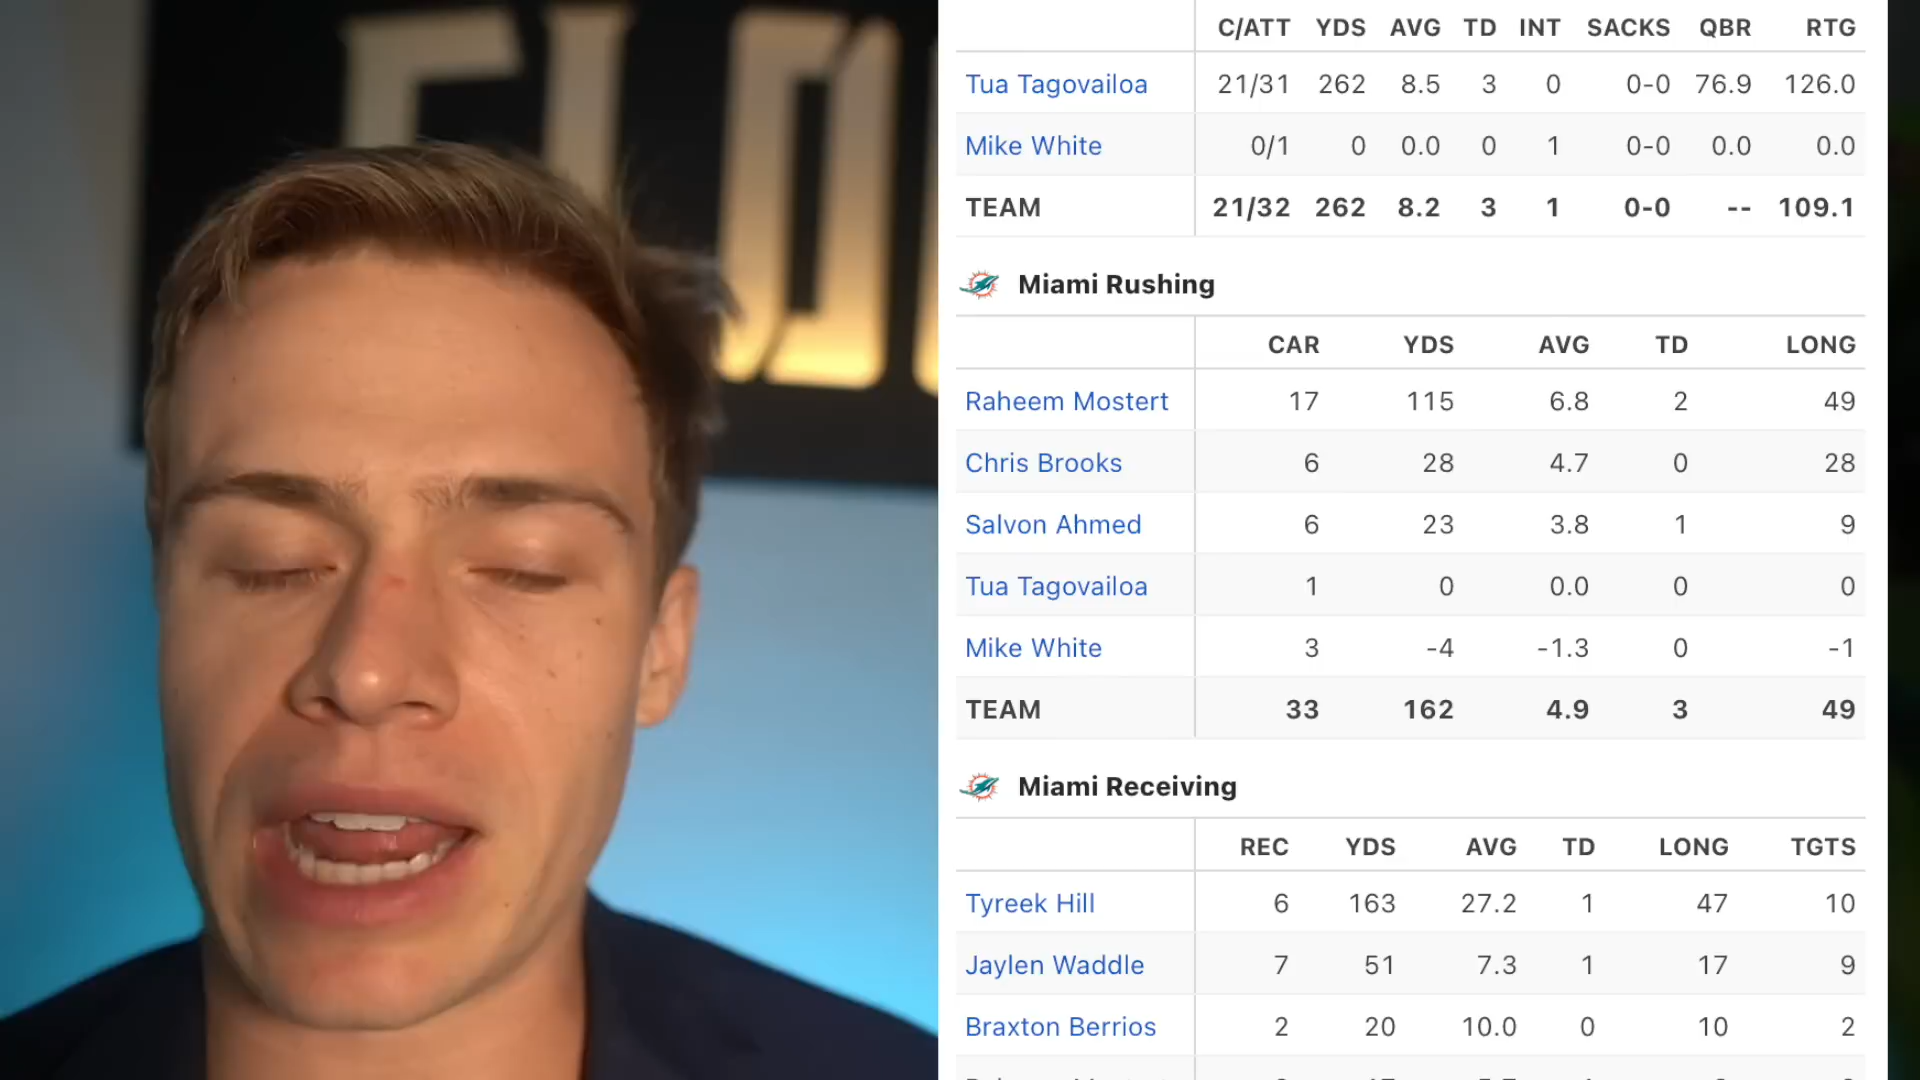 C/ATT YDS AVG TD INT SACKS QBR RTG
Tua Tagovailoa 21/31 262 8.5 3 0 0-0 76.9 126.0
Mike White 0/1 0 0.0 0 1 0-0 0.0 0.0
TEAM 21/32 262 8.2 3 1 0-0 -- 109.1
Miami Rushing
CAR YDS AVG TD LONG
Raheem Mostert 17 115 6.8 2 49
Chris Brooks 6 28 4.7 0 28
Salvon Ahmed 6 23 3.8 1 9
Tua Tagovailoa 1 0 0.0 0 0
Mike White 3 -4 -1.3 0 -1
TEAM 33 162 4.9 3 49
Miami Receiving
REC YDS AVG TD LONG TGTS
Tyreek Hill 6 163 27.2 1 47 10
Jaylen Waddle 7 51 7.3 1 17 9
Braxton Berrios 2 20 10.0 0 10 2